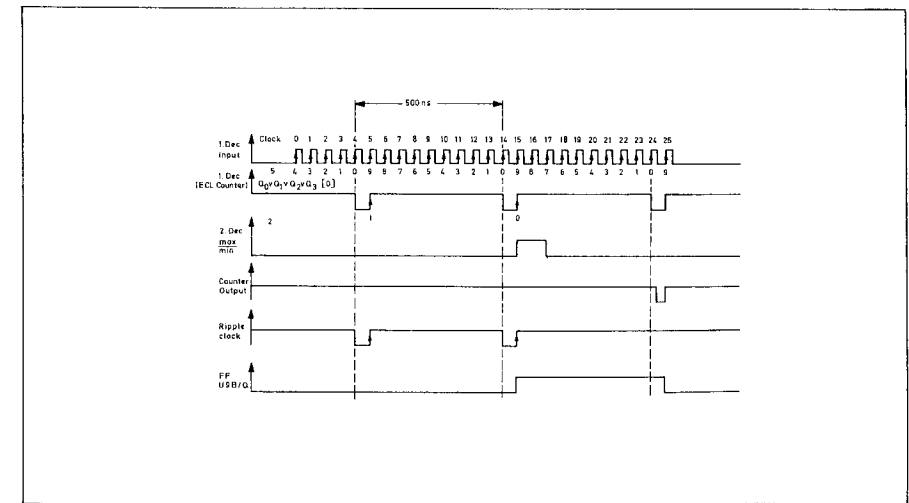 500 ns
1. Dec Input
Clock 0 1 2 3 4 5 6 7 8 9 10 11 12 13 14 15 16 17 18 19 20 21 22 23 24 25
1. Dec (ECL Counter)
5 4 3 2 1 0 9 8 7 6 5 4 3 2 1 0 9 8 7 6 5 4 3 2 1 0 9
Q0vQ1vQ2vQ3 [0]
1 0
2. Dec max min
2
Counter Output
Ripple clock
FF